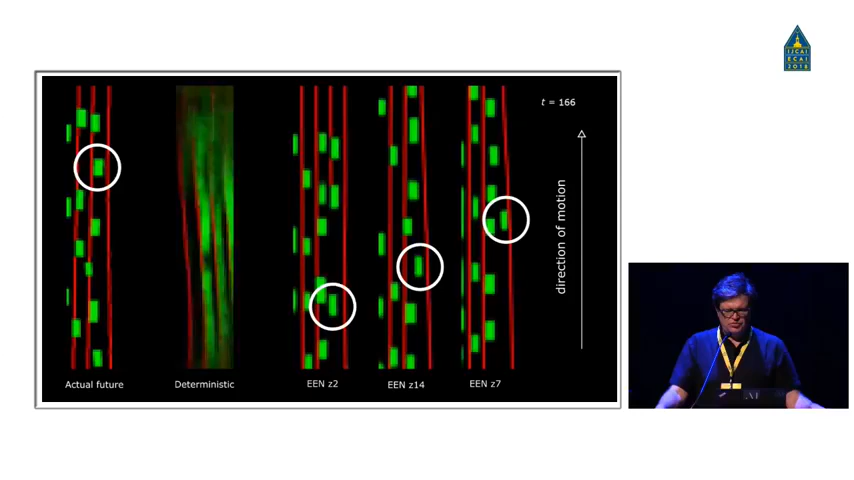 IJCAI
ECAI
2018
t = 166
direction of motion
Actual future
Deterministic
EEN z2
EEN z14
EEN z7